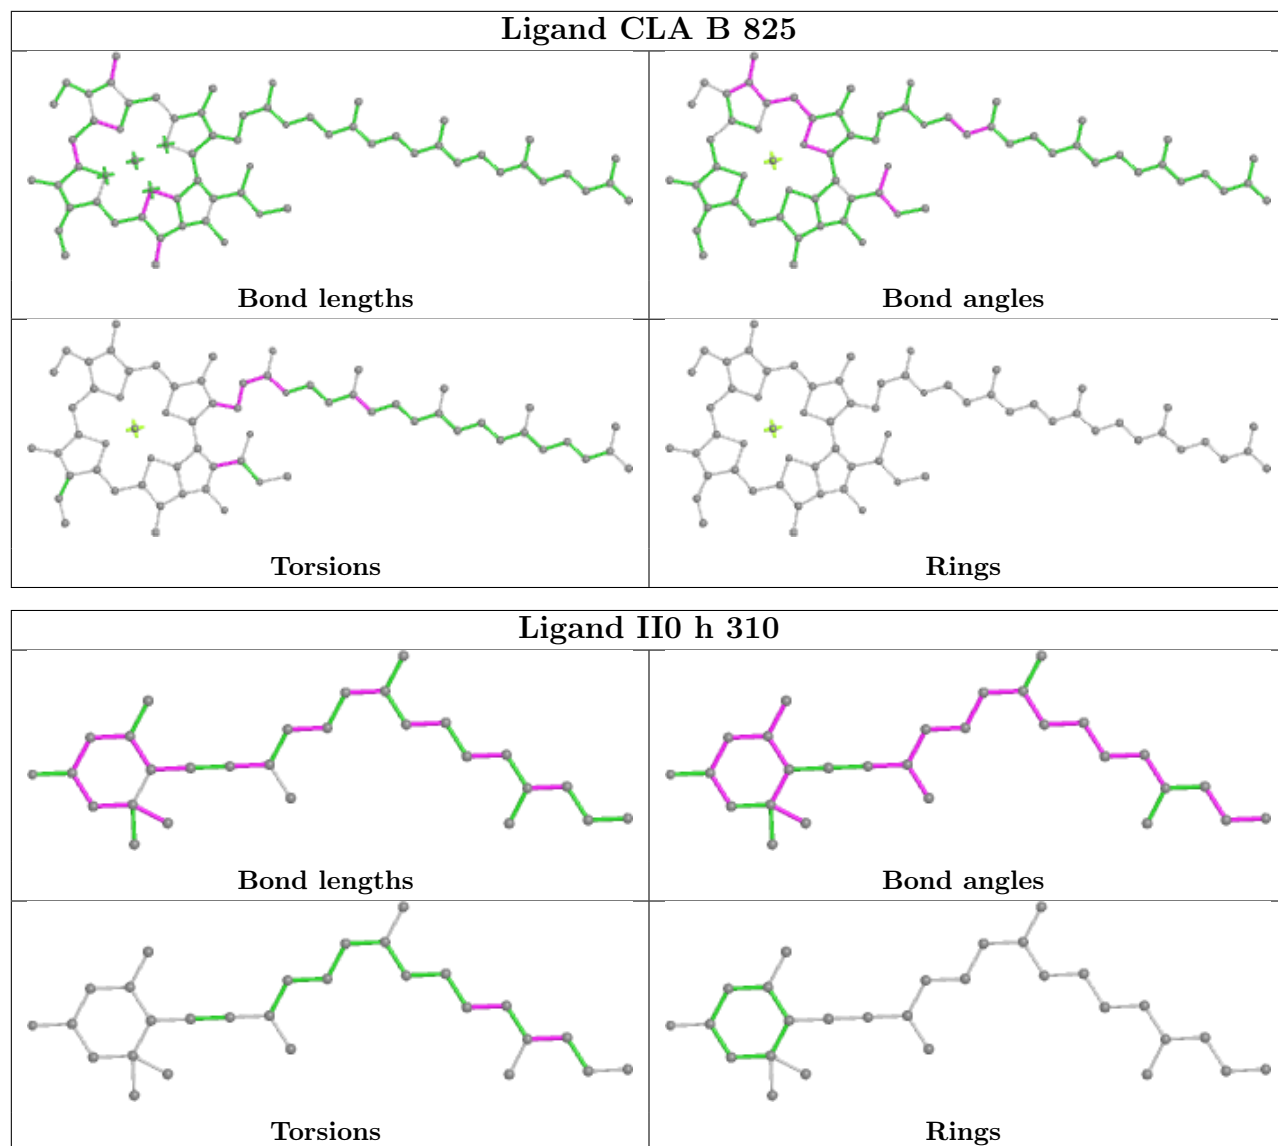 Ligand CLA B 825
Bond lengths
Bond angles
Torsions
Rings
Ligand II0 h 310
Bond lengths
Bond angles
Torsions
Rings